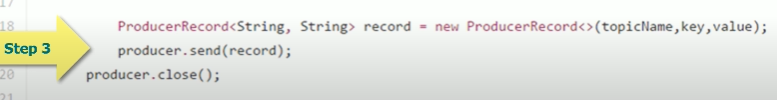 17
18 ProducerRecord<String, String> record = new ProducerRecord<>(topicName,key,value);
Step 3 producer.send(record);
20 producer.close();
21